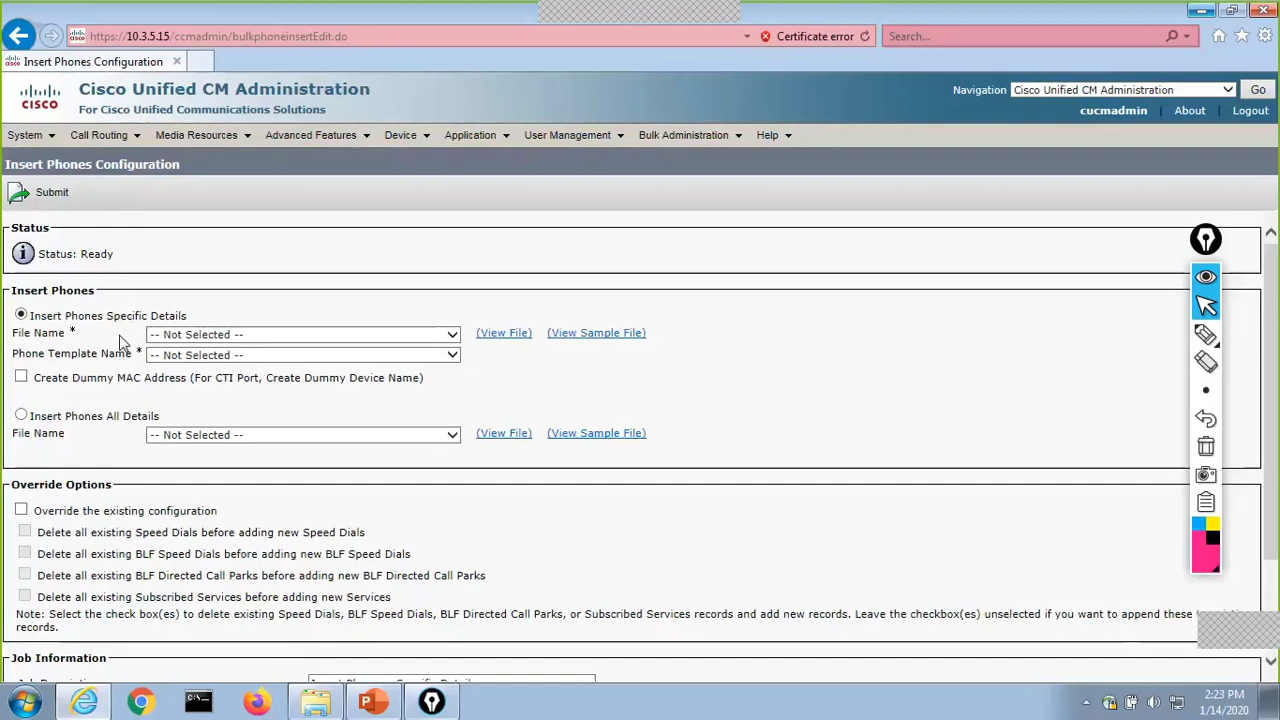 https://10.3.5.15/ccmadmin/bulkphoneinsertEdit.do
Certificate error
Search...
cisco Insert Phones Configuration
CISCO
Cisco Unified CM Administration
For Cisco Unified Communications Solutions
Navigation Cisco Unified CM Administration Go
cucmadmin About Logout
System Call Routing Media Resources Advanced Features Device Application User Management Bulk Administration Help
Insert Phones Configuration
Submit
Status
Status: Ready
Insert Phones
Insert Phones Specific Details
File Name * -- Not Selected -- (View File) (View Sample File)
Phone Template Name * -- Not Selected --
Create Dummy MAC Address (For CTI Port, Create Dummy Device Name)
Insert Phones All Details
File Name -- Not Selected -- (View File) (View Sample File)
Override Options
Override the existing configuration
Delete all existing Speed Dials before adding new Speed Dials
Delete all existing BLF Speed Dials before adding new BLF Speed Dials
Delete all existing BLF Directed Call Parks before adding new BLF Directed Call Parks
Delete all existing Subscribed Services before adding new Services
Note: Select the check box(es) to delete existing Speed Dials, BLF Speed Dials, BLF Directed Call Parks, or Subscribed Services records and add new records. Leave the checkbox(es) unselected if you want to append these
records.
Job Information
2:23 PM
1/14/2020